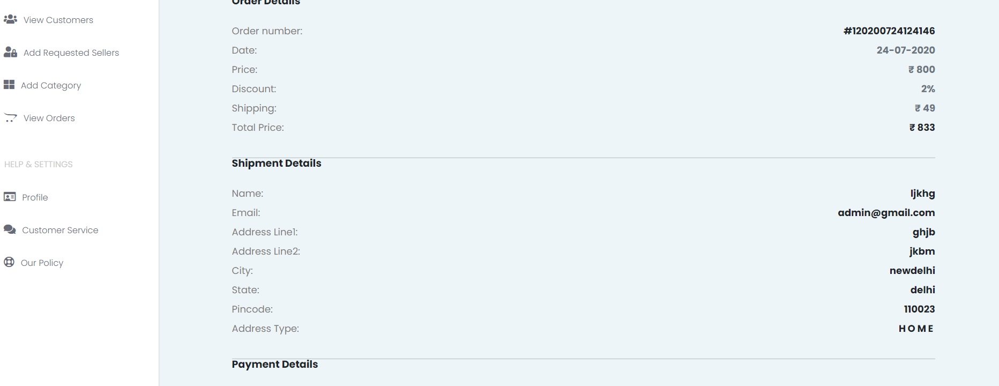 View Customers
Add Requested Sellers
Add Category
View Orders
HELP & SETTINGS
Profile
Customer Service
Our Policy
Order Details
Order number: #120200724124146
Date: 24-07-2020
Price: ₹ 800
Discount: 2%
Shipping: ₹ 49
Total Price: ₹ 833
Shipment Details
Name: ljkhg
Email: admin@gmail.com
Address Line1: ghjb
Address Line2: jkbm
City: newdelhi
State: delhi
Pincode: 110023
Address Type: H O M E
Payment Details